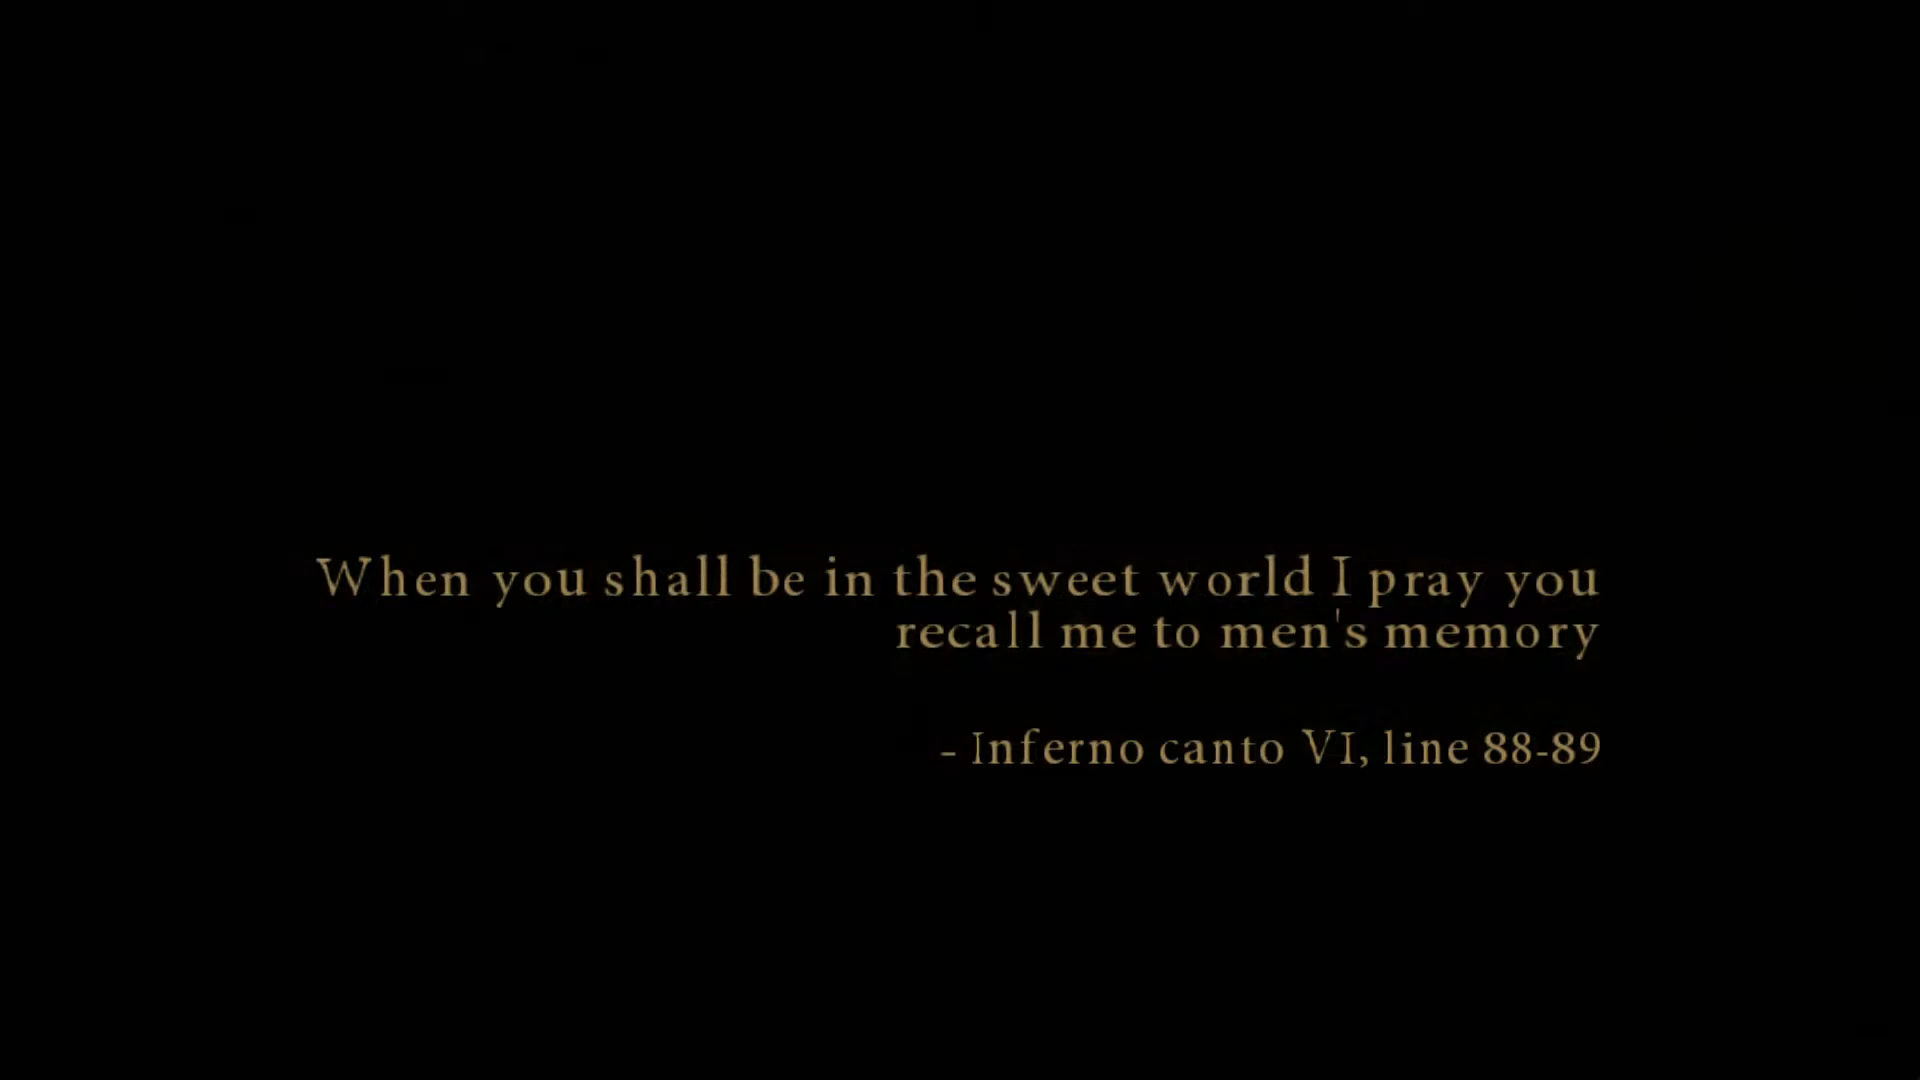 When you shall be in the sweet world I pray you
recall me to men's memory
- Inferno canto VI, line 88-89